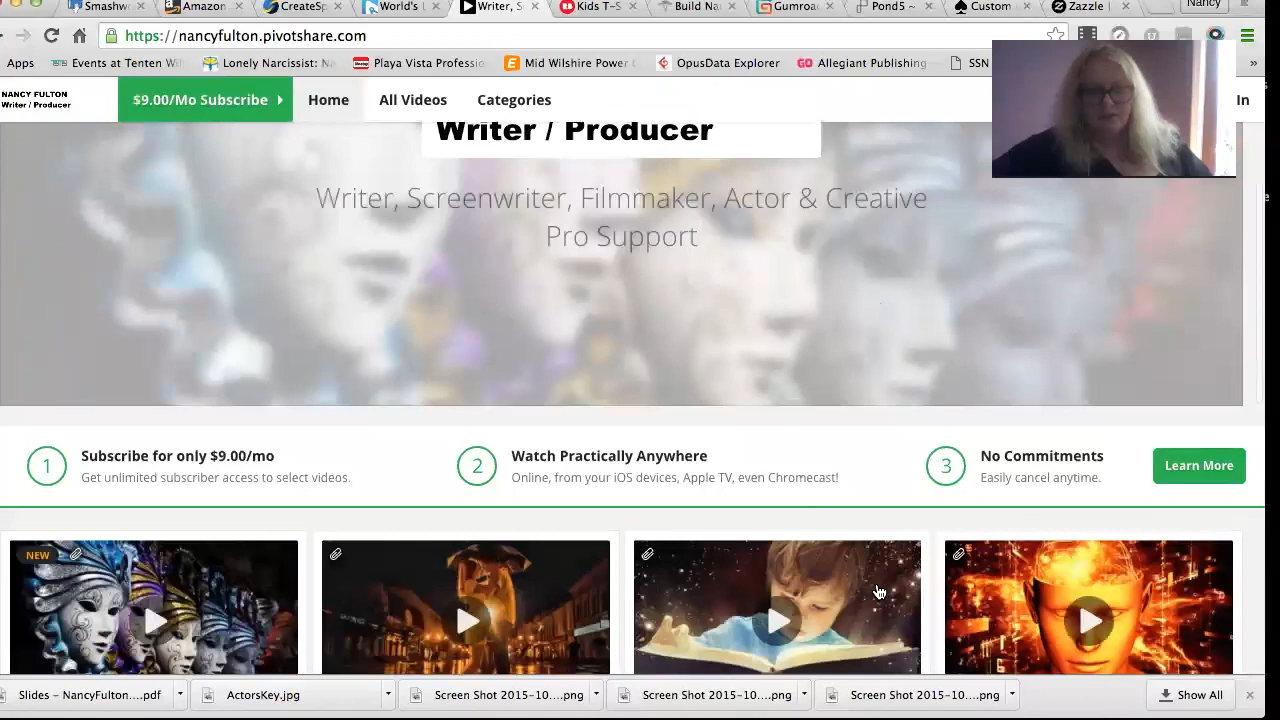 Smashw
Amazon
CreateSp
World's L
Writer, S
Kids T-S
Build Na
Gumroa
Pond5 ~
Custom
Zazzle
Nancy
https://nancyfulton.pivotshare.com
Apps
Events at Tenten Wil
Lonely Narcissist: N
Playa Vista Professio
Mid Wilshire Power C
OpusData Explorer
GO Allegiant Publishing
SSN
»
NANCY FULTON
Writer / Producer
$9.00/Mo Subscribe
Home
All Videos
Categories
In
Writer / Producer
Writer, Screenwriter, Filmmaker, Actor & Creative
Pro Support
1
Subscribe for only $9.00/mo
Get unlimited subscriber access to select videos.
2
Watch Practically Anywhere
Online, from your iOS devices, Apple TV, even Chromecast!
3
No Commitments
Easily cancel anytime.
Learn More
NEW
Slides – NancyFulton....pdf
ActorsKey.jpg
Screen Shot 2015-10....png
Screen Shot 2015-10....png
Screen Shot 2015-10....png
Show All